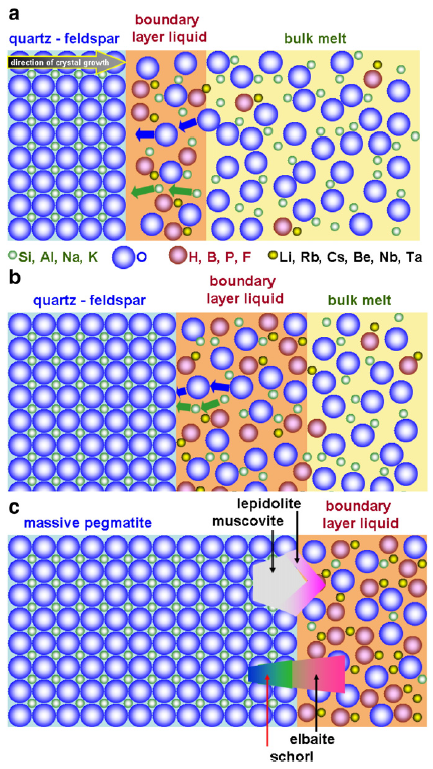 a
boundary
layer liquid
quartz - feldspar
bulk melt
direction of crystal growth
Si, Al, Na, K
O
H, B, P, F
Li, Rb, Cs, Be, Nb, Ta
b
boundary
layer liquid
quartz - feldspar
bulk melt
c
lepidolite
muscovite
boundary
layer liquid
massive pegmatite
elbaite
schorl